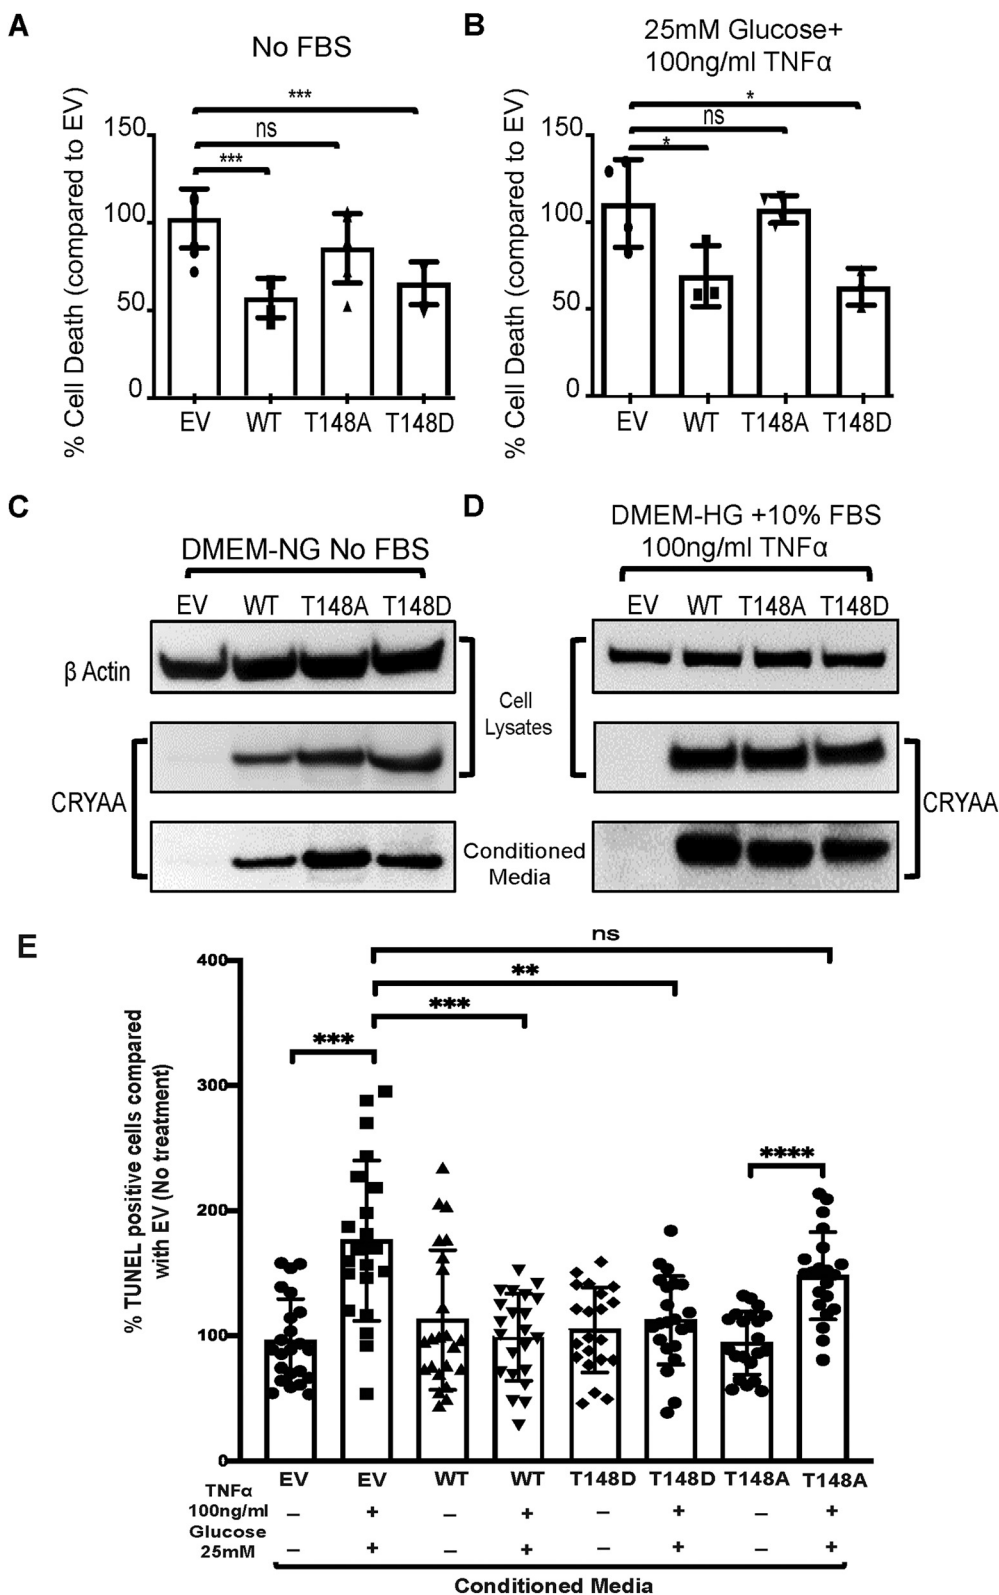 A
No FBS
% Cell Death (compared to EV)
***
ns
***
150
100
50
0
EV WT T148A T148D
B
25mM Glucose+
100ng/ml TNFα
% Cell Death (compared to EV)
*
ns
*
150
100
50
0
EV WT T148A T148D
C
DMEM-NG No FBS
EV WT T148A T148D
β Actin
CRYAA
Cell
Lysates
Conditioned
Media
D
DMEM-HG +10% FBS
100ng/ml TNFα
EV WT T148A T148D
CRYAA
E
% TUNEL positive cells compared
with EV (No treatment)
ns
**
***
***
****
400
300
200
100
0
EV EV WT WT T148D T148D T148A T148A
TNFα
100ng/ml – + – + – + – +
Glucose
25mM – + – + – + – +
Conditioned Media